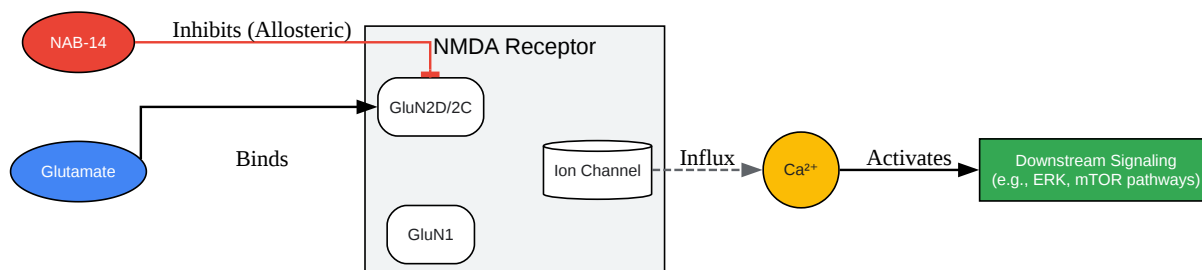 NAB-14
Inhibits (Allosteric)
NMDA Receptor
GluN2D/2C
Glutamate
Binds
Ion Channel
Influx
Ca²⁺
Activates
Downstream Signaling
(e.g., ERK, mTOR pathways)
GluN1